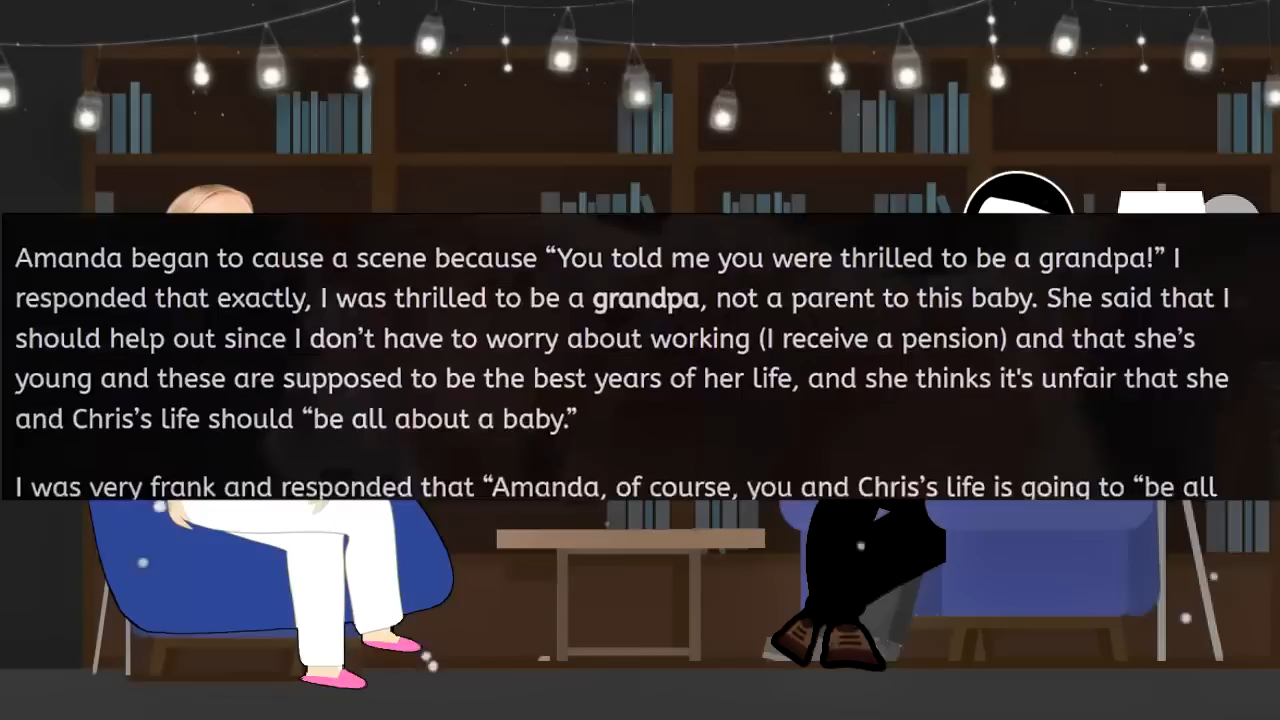 Amanda began to cause a scene because “You told me you were thrilled to be a grandpa!” I
responded that exactly, I was thrilled to be a grandpa, not a parent to this baby. She said that I
should help out since I don’t have to worry about working (I receive a pension) and that she’s
young and these are supposed to be the best years of her life, and she thinks it's unfair that she
and Chris’s life should “be all about a baby.”
I was very frank and responded that “Amanda, of course, you and Chris’s life is going to “be all